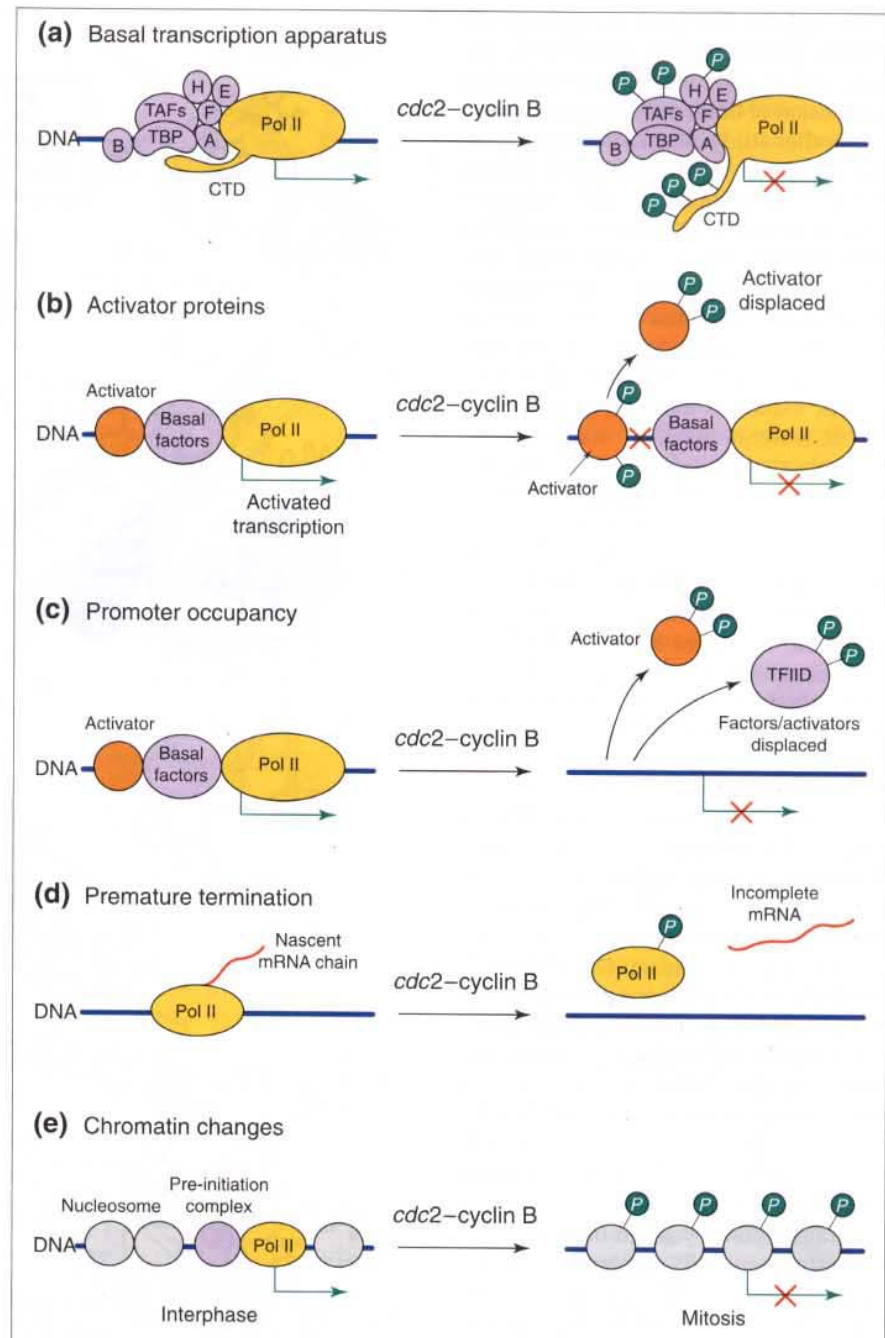 (a) Basal transcription apparatus
H
E
TAFs
F
Pol II
DNA
B
TBP
A
CTD
cdc2–cyclin B
P
P
P
H
E
TAFs
F
Pol II
B
TBP
A
P
P
P
CTD
(b) Activator proteins
Activator
DNA
Basal
factors
Pol II
Activated
transcription
cdc2–cyclin B
P
P
Activator
displaced
P
Basal
factors
Pol II
P
Activator
(c) Promoter occupancy
Activator
DNA
Basal
factors
Pol II
cdc2–cyclin B
Activator
P
P
P
P
TFIID
Factors/activators
displaced
(d) Premature termination
Nascent
mRNA chain
DNA
Pol II
cdc2–cyclin B
P
Pol II
Incomplete
mRNA
(e) Chromatin changes
Nucleosome
Pre-initiation
complex
DNA
Pol II
Interphase
cdc2–cyclin B
P
P
P
P
Mitosis